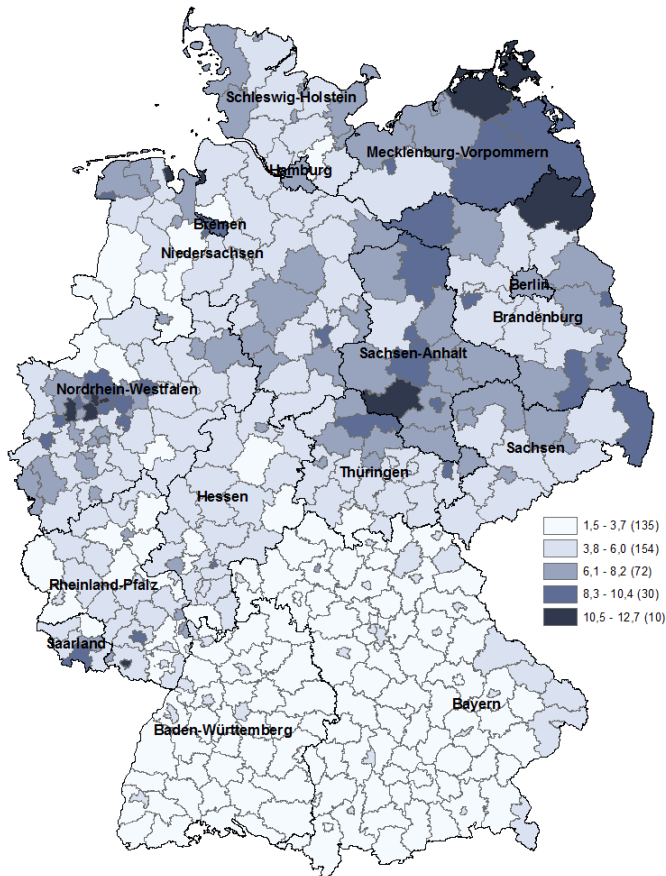 Schleswig-Holstein
Mecklenburg-Vorpommern
Hamburg
Bremen
Niedersachsen
Berlin
Brandenburg
Sachsen-Anhalt
Nordrhein-Westfalen
Sachsen
Thüringen
Hessen
1,5 - 3,7 (135)
3,8 - 6,0 (154)
6,1 - 8,2 (72)
8,3 - 10,4 (30)
10,5 - 12,7 (10)
Rheinland-Pfalz
Saarland
Bayern
Baden-Württemberg